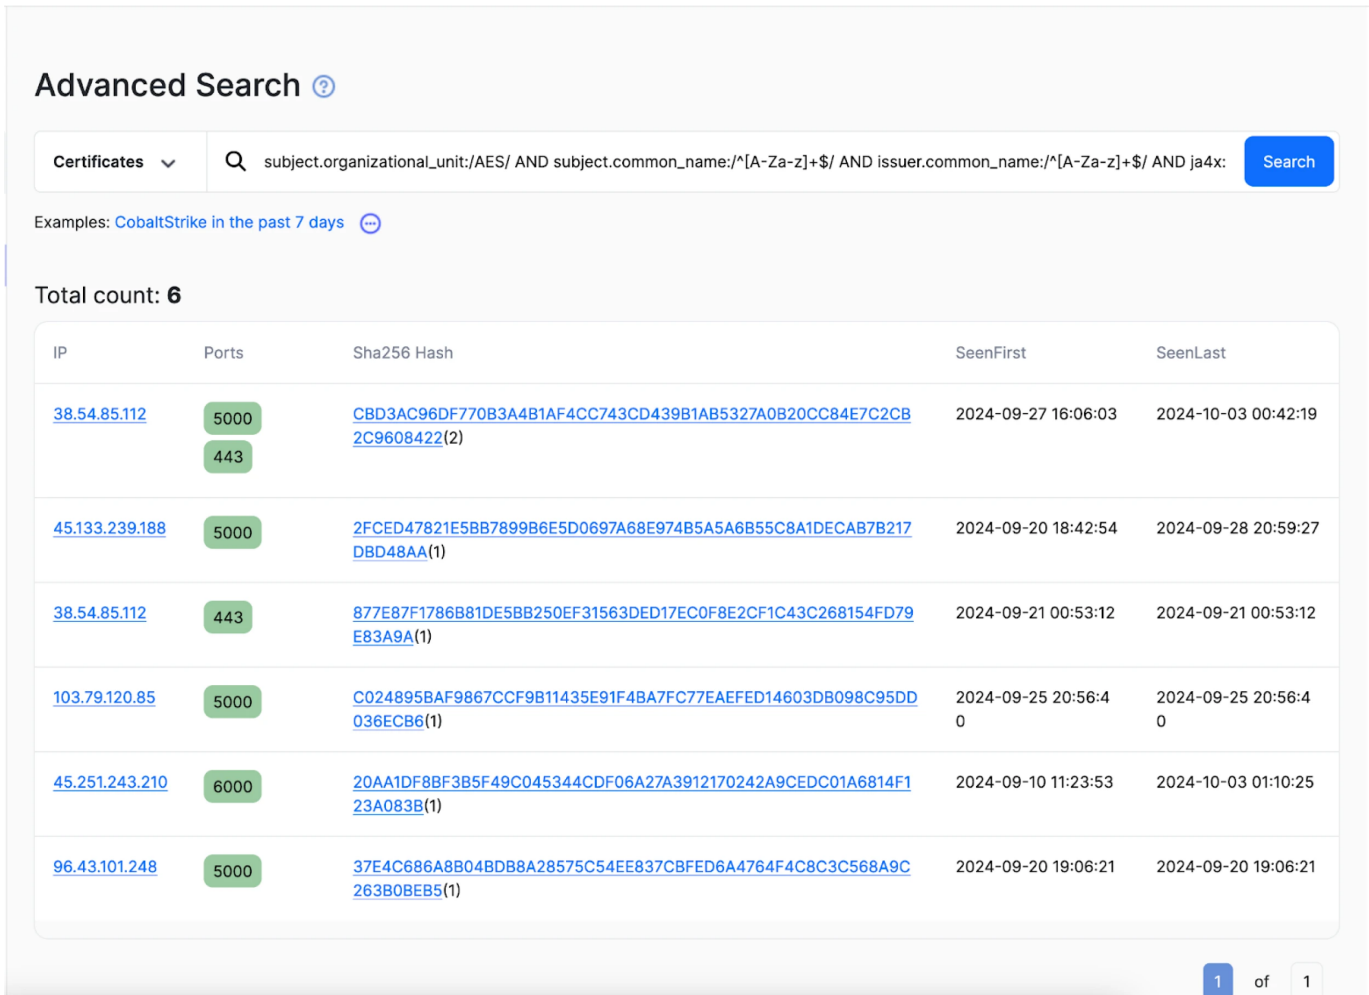 Advanced Search ?
Certificates subject.organizational_unit:/AES/ AND subject.common_name:/^[A-Za-z]+$/ AND issuer.common_name:/^[A-Za-z]+$/ AND ja4x: Search
Examples: CobaltStrike in the past 7 days
Total count: 6
IP Ports Sha256 Hash SeenFirst SeenLast
38.54.85.112 5000 CBD3AC96DF770B3A4B1AF4CC743CD439B1AB5327A0B20CC84E7C2CB 2024-09-27 16:06:03 2024-10-03 00:42:19
2C9608422(2)
443
45.133.239.188 5000 2FCED47821E5BB7899B6E5D0697A68E974B5A5A6B55C8A1DECAB7B217 2024-09-20 18:42:54 2024-09-28 20:59:27
DBD48AA(1)
38.54.85.112 443 877E87F1786B81DE5BB250EF31563DED17EC0F8E2CF1C43C268154FD79 2024-09-21 00:53:12 2024-09-21 00:53:12
E83A9A(1)
103.79.120.85 5000 C024895BAF9867CCF9B11435E91F4BA7FC77EAEFED14603DB098C95DD 2024-09-25 20:56:4 2024-09-25 20:56:4
036ECB6(1) 0 0
45.251.243.210 6000 20AA1DF8BF3B5F49C045344CDF06A27A3912170242A9CEDC01A6814F1 2024-09-10 11:23:53 2024-10-03 01:10:25
23A083B(1)
96.43.101.248 5000 37E4C686A8B04BDB8A28575C54EE837CBFED6A4764F4C8C3C568A9C 2024-09-20 19:06:21 2024-09-20 19:06:21
263B0BEB5(1)
1 of 1